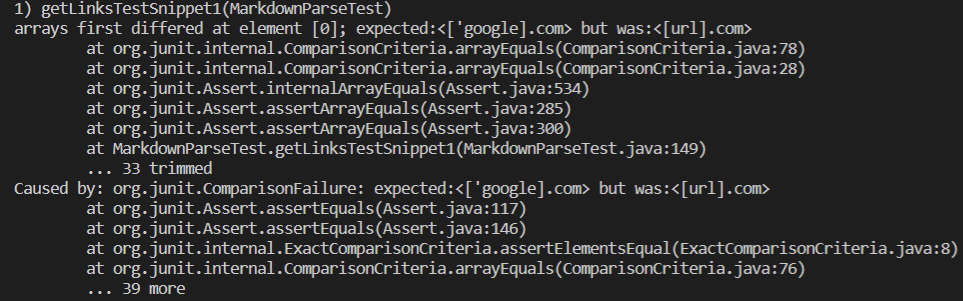 1) getLinksTestSnippet1(MarkdownParseTest)
arrays first differed at element [0]; expected:<['google].com> but was:<[url].com>
at org.junit.internal.ComparisonCriteria.arrayEquals(ComparisonCriteria.java:78)
at org.junit.internal.ComparisonCriteria.arrayEquals(ComparisonCriteria.java:28)
at org.junit.Assert.internalArrayEquals(Assert.java:534)
at org.junit.Assert.assertArrayEquals(Assert.java:285)
at org.junit.Assert.assertArrayEquals(Assert.java:300)
at MarkdownParseTest.getLinksTestSnippet1(MarkdownParseTest.java:149)
... 33 trimmed
Caused by: org.junit.ComparisonFailure: expected:<['google].com> but was:<[url].com>
at org.junit.Assert.assertEquals(Assert.java:117)
at org.junit.Assert.assertEquals(Assert.java:146)
at org.junit.internal.ExactComparisonCriteria.assertElementsEqual(ExactComparisonCriteria.java:8)
at org.junit.internal.ComparisonCriteria.arrayEquals(ComparisonCriteria.java:76)
... 39 more